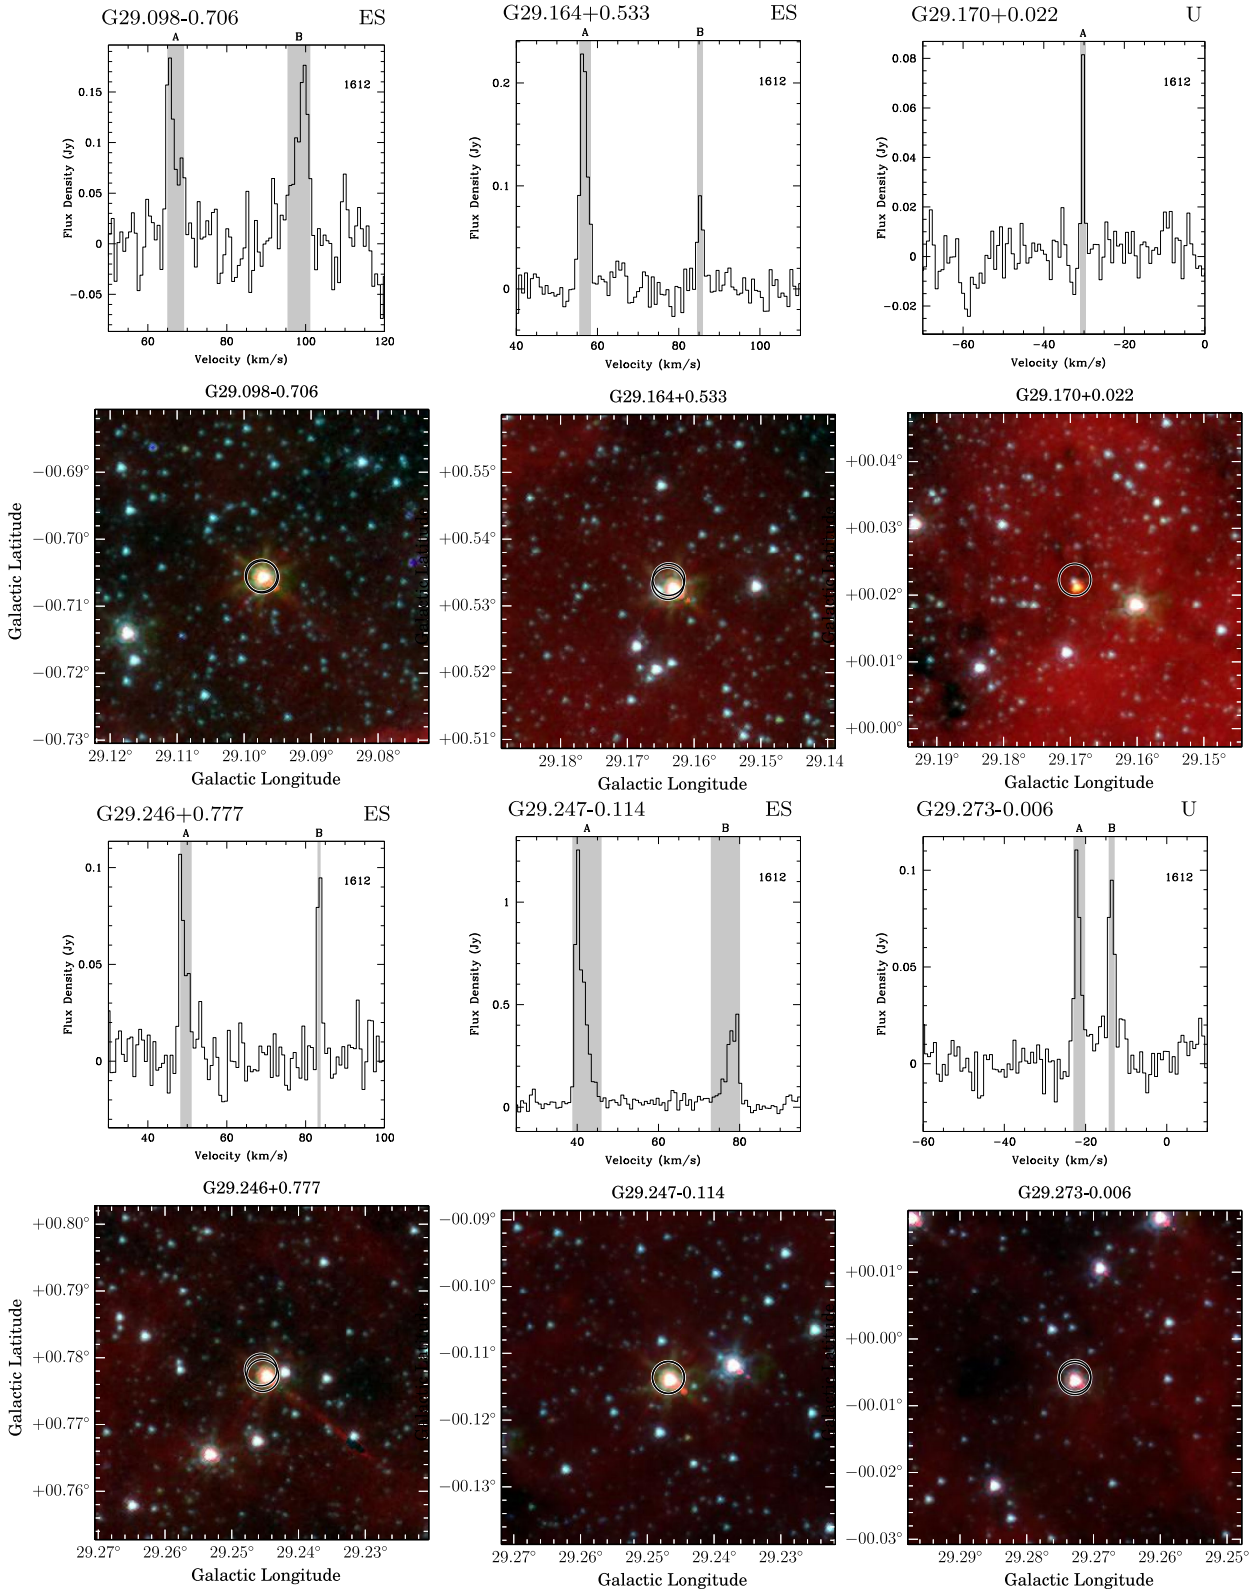 G29.098-0.706 ES
A B
1612
0.15
0.1
0.05
0
−0.05
Flux Density (Jy)
60 80 100 120
Velocity (km/s)
G29.164+0.533 ES
A B
1612
0.2
0.1
0
Flux Density (Jy)
40 60 80 100
Velocity (km/s)
G29.170+0.022 U
A
1612
0.08
0.06
0.04
0.02
0
−0.02
Flux Density (Jy)
−60 −40 −20 0
Velocity (km/s)
G29.098-0.706
−00.69°
−00.70°
−00.71°
−00.72°
−00.73°
Galactic Latitude
29.12° 29.11° 29.10° 29.09° 29.08°
Galactic Longitude
G29.164+0.533
+00.55°
+00.54°
+00.53°
+00.52°
+00.51°
29.18° 29.17° 29.16° 29.15° 29.14
Galactic Longitude
G29.170+0.022
+00.04°
+00.03°
+00.02°
+00.01°
+00.00°
29.19° 29.18° 29.17° 29.16° 29.15°
Galactic Longitude
G29.246+0.777 ES
A B
1612
0.1
0.05
0
Flux Density (Jy)
40 60 80 100
Velocity (km/s)
G29.247-0.114 ES
A B
1612
1
0.5
0
Flux Density (Jy)
40 60 80
Velocity (km/s)
G29.273-0.006 U
A B
1612
0.1
0.05
0
Flux Density (Jy)
−60 −40 −20 0
Velocity (km/s)
G29.246+0.777
+00.80°
+00.79°
+00.78°
+00.77°
+00.76°
Galactic Latitude
29.27° 29.26° 29.25° 29.24° 29.23°
Galactic Longitude
G29.247-0.114
−00.09°
−00.10°
−00.11°
−00.12°
−00.13°
29.27° 29.26° 29.25° 29.24° 29.23°
Galactic Longitude
G29.273-0.006
+00.01°
+00.00°
−00.01°
−00.02°
−00.03°
29.29° 29.28° 29.27° 29.26° 29.25°
Galactic Longitude